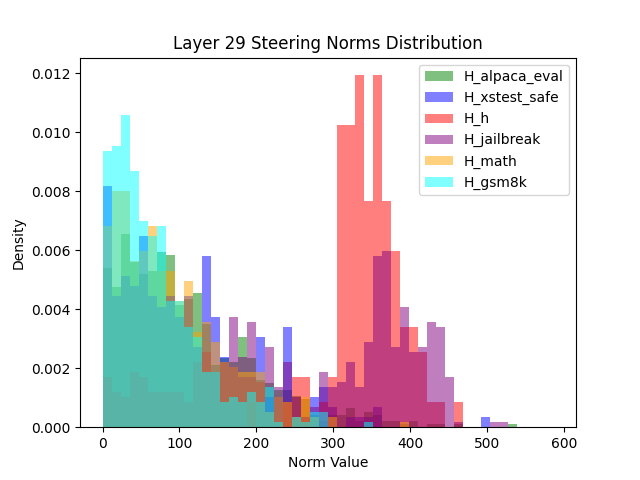 Layer 29 Steering Norms Distribution
0.012
0.010
0.008
0.006
0.004
0.002
0.000
Density
H_alpaca_eval
H_xstest_safe
H_h
H_jailbreak
H_math
H_gsm8k
0 100 200 300 400 500 600
Norm Value